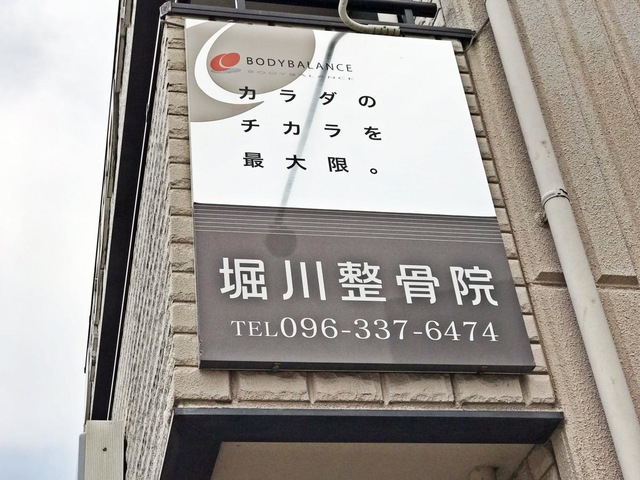 BODYBALANCE
カラダの
チカラを
最大限。
堀川整骨院
TEL096-337-6474